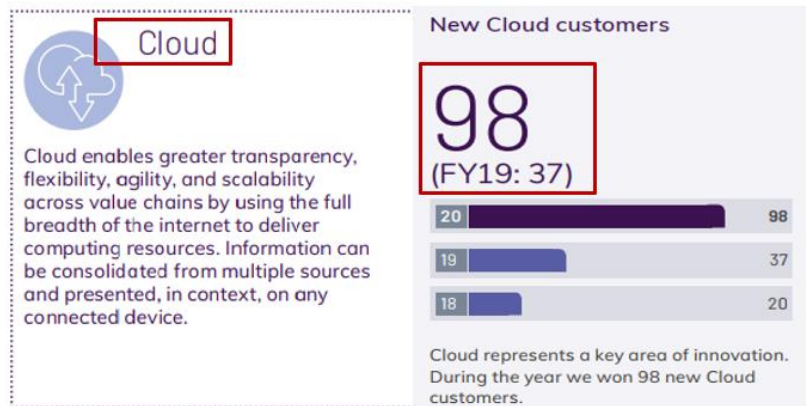 Cloud
Cloud enables greater transparency,
flexibility, agility, and scalability
across value chains by using the full
breadth of the internet to deliver
computing resources. Information can
be consolidated from multiple sources
and presented, in context, on any
connected device.
New Cloud customers
98
(FY19: 37)
20 98
19 37
18 20
Cloud represents a key area of innovation.
During the year we won 98 new Cloud
customers.